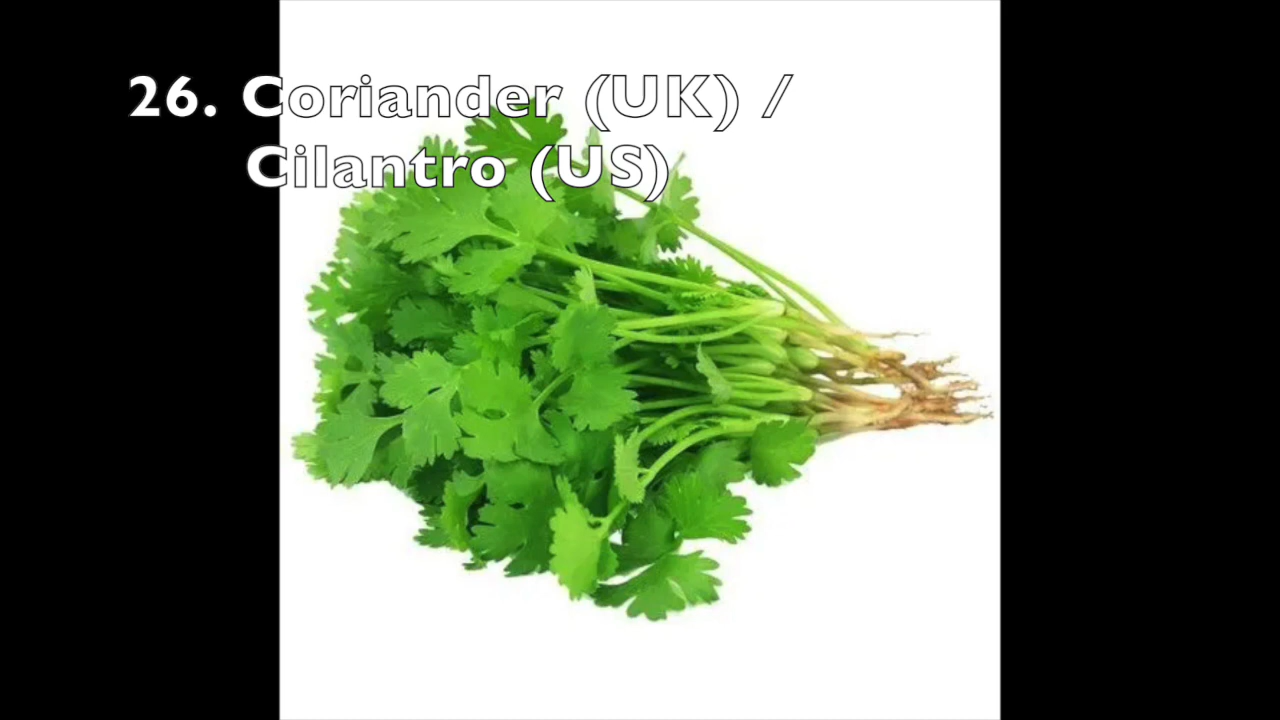 26. Coriander (UK) /
Cilantro (US)